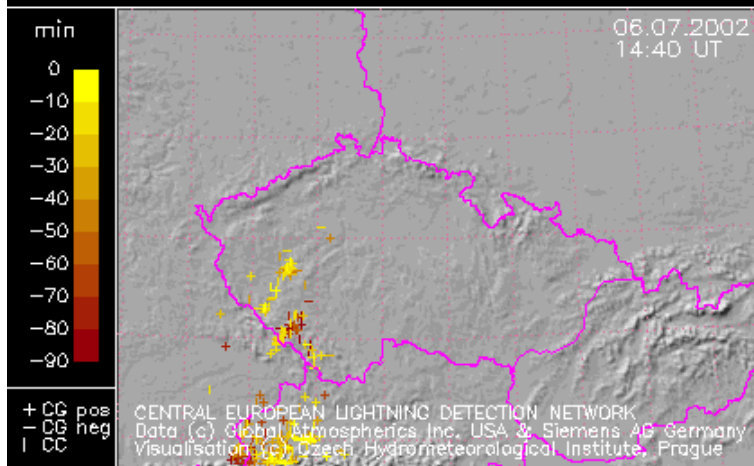 min
06.07.2002
14:40 UT
0
-10
-20
-30
-40
-50
-60
-70
-80
-90
+ CG pos
- CG neg
I CC
CENTRAL EUROPEAN LIGHTNING DETECTION NETWORK
Data (c) Global Atmospherics Inc. USA & Siemens AG Germany
Visualisation (c) Czech Hydrometeorological Institute, Prague